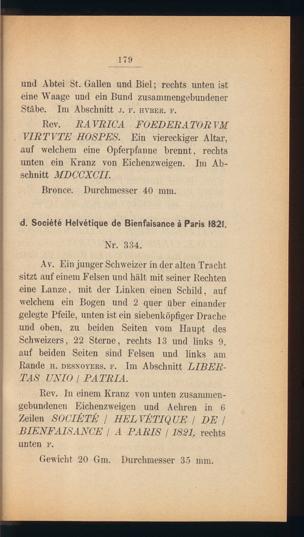 179
und Abtei St. Gallen und Biel; rechts unten ist
eine Waage und ein Bund zusammengebundener
Stäbe. Im Abschnitt J. F. HVBER. F.
Rev. RAVRICA FOEDERATORVM
VIRTVTE HOSPES. Ein viereckiger Altar,
auf welchem eine Opferpfanne brennt, rechts
unten ein Kranz von Eichenzweigen. Im Ab-
schnitt MDCCXCII.
Bronce. Durchmesser 40 mm.
d. Société Helvétique de Bienfaisance à Paris 1821.
Nr. 334.
Av. Ein junger Schweizer in der alten Tracht
sitzt auf einem Felsen und hält mit seiner Rechten
eine Lanze, mit der Linken einen Schild, auf
welchem ein Bogen und 2 quer über einander
gelegte Pfeile, unten ist ein siebenköpfiger Drache
und oben, zu beiden Seiten vom Haupt des
Schweizers, 22 Sterne, rechts 13 und links 9,
auf beiden Seiten sind Felsen und links am
Rande H. DESNOYERS. F. Im Abschnitt LIBER-
TAS UNIO / PATRIA.
Rev. In einem Kranz von unten zusammen-
gebundenen Eichenzweigen und Aehren in 6
Zeilen SOCIÉTÉ / HELVÉTIQUE / DE /
BIENFAISANCE / A PARIS / 1821, rechts
unten F.
Gewicht 20 Gm. Durchmesser 35 mm.